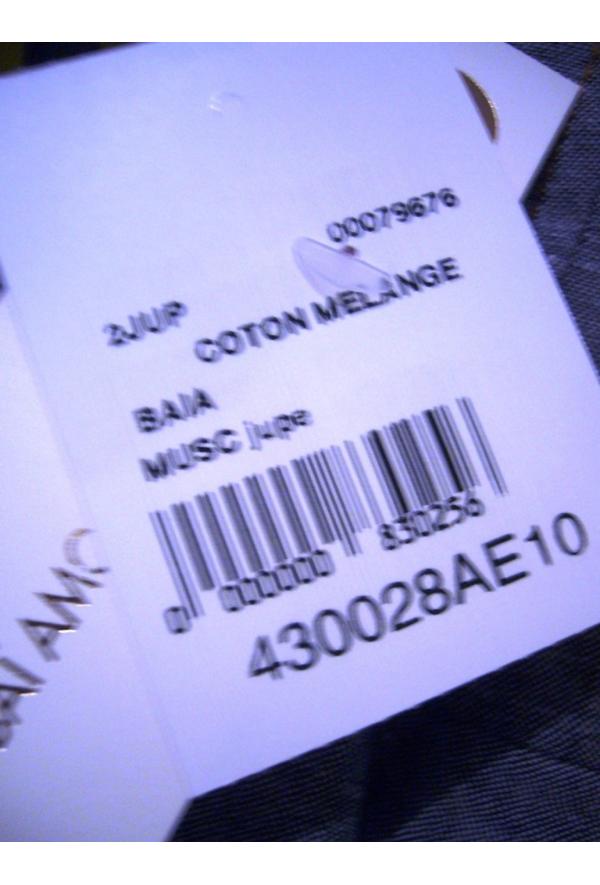 00079676
2JUP
COTON MELANGE
BAIA
MUSC jupe
0 000000 830256
430028AE10